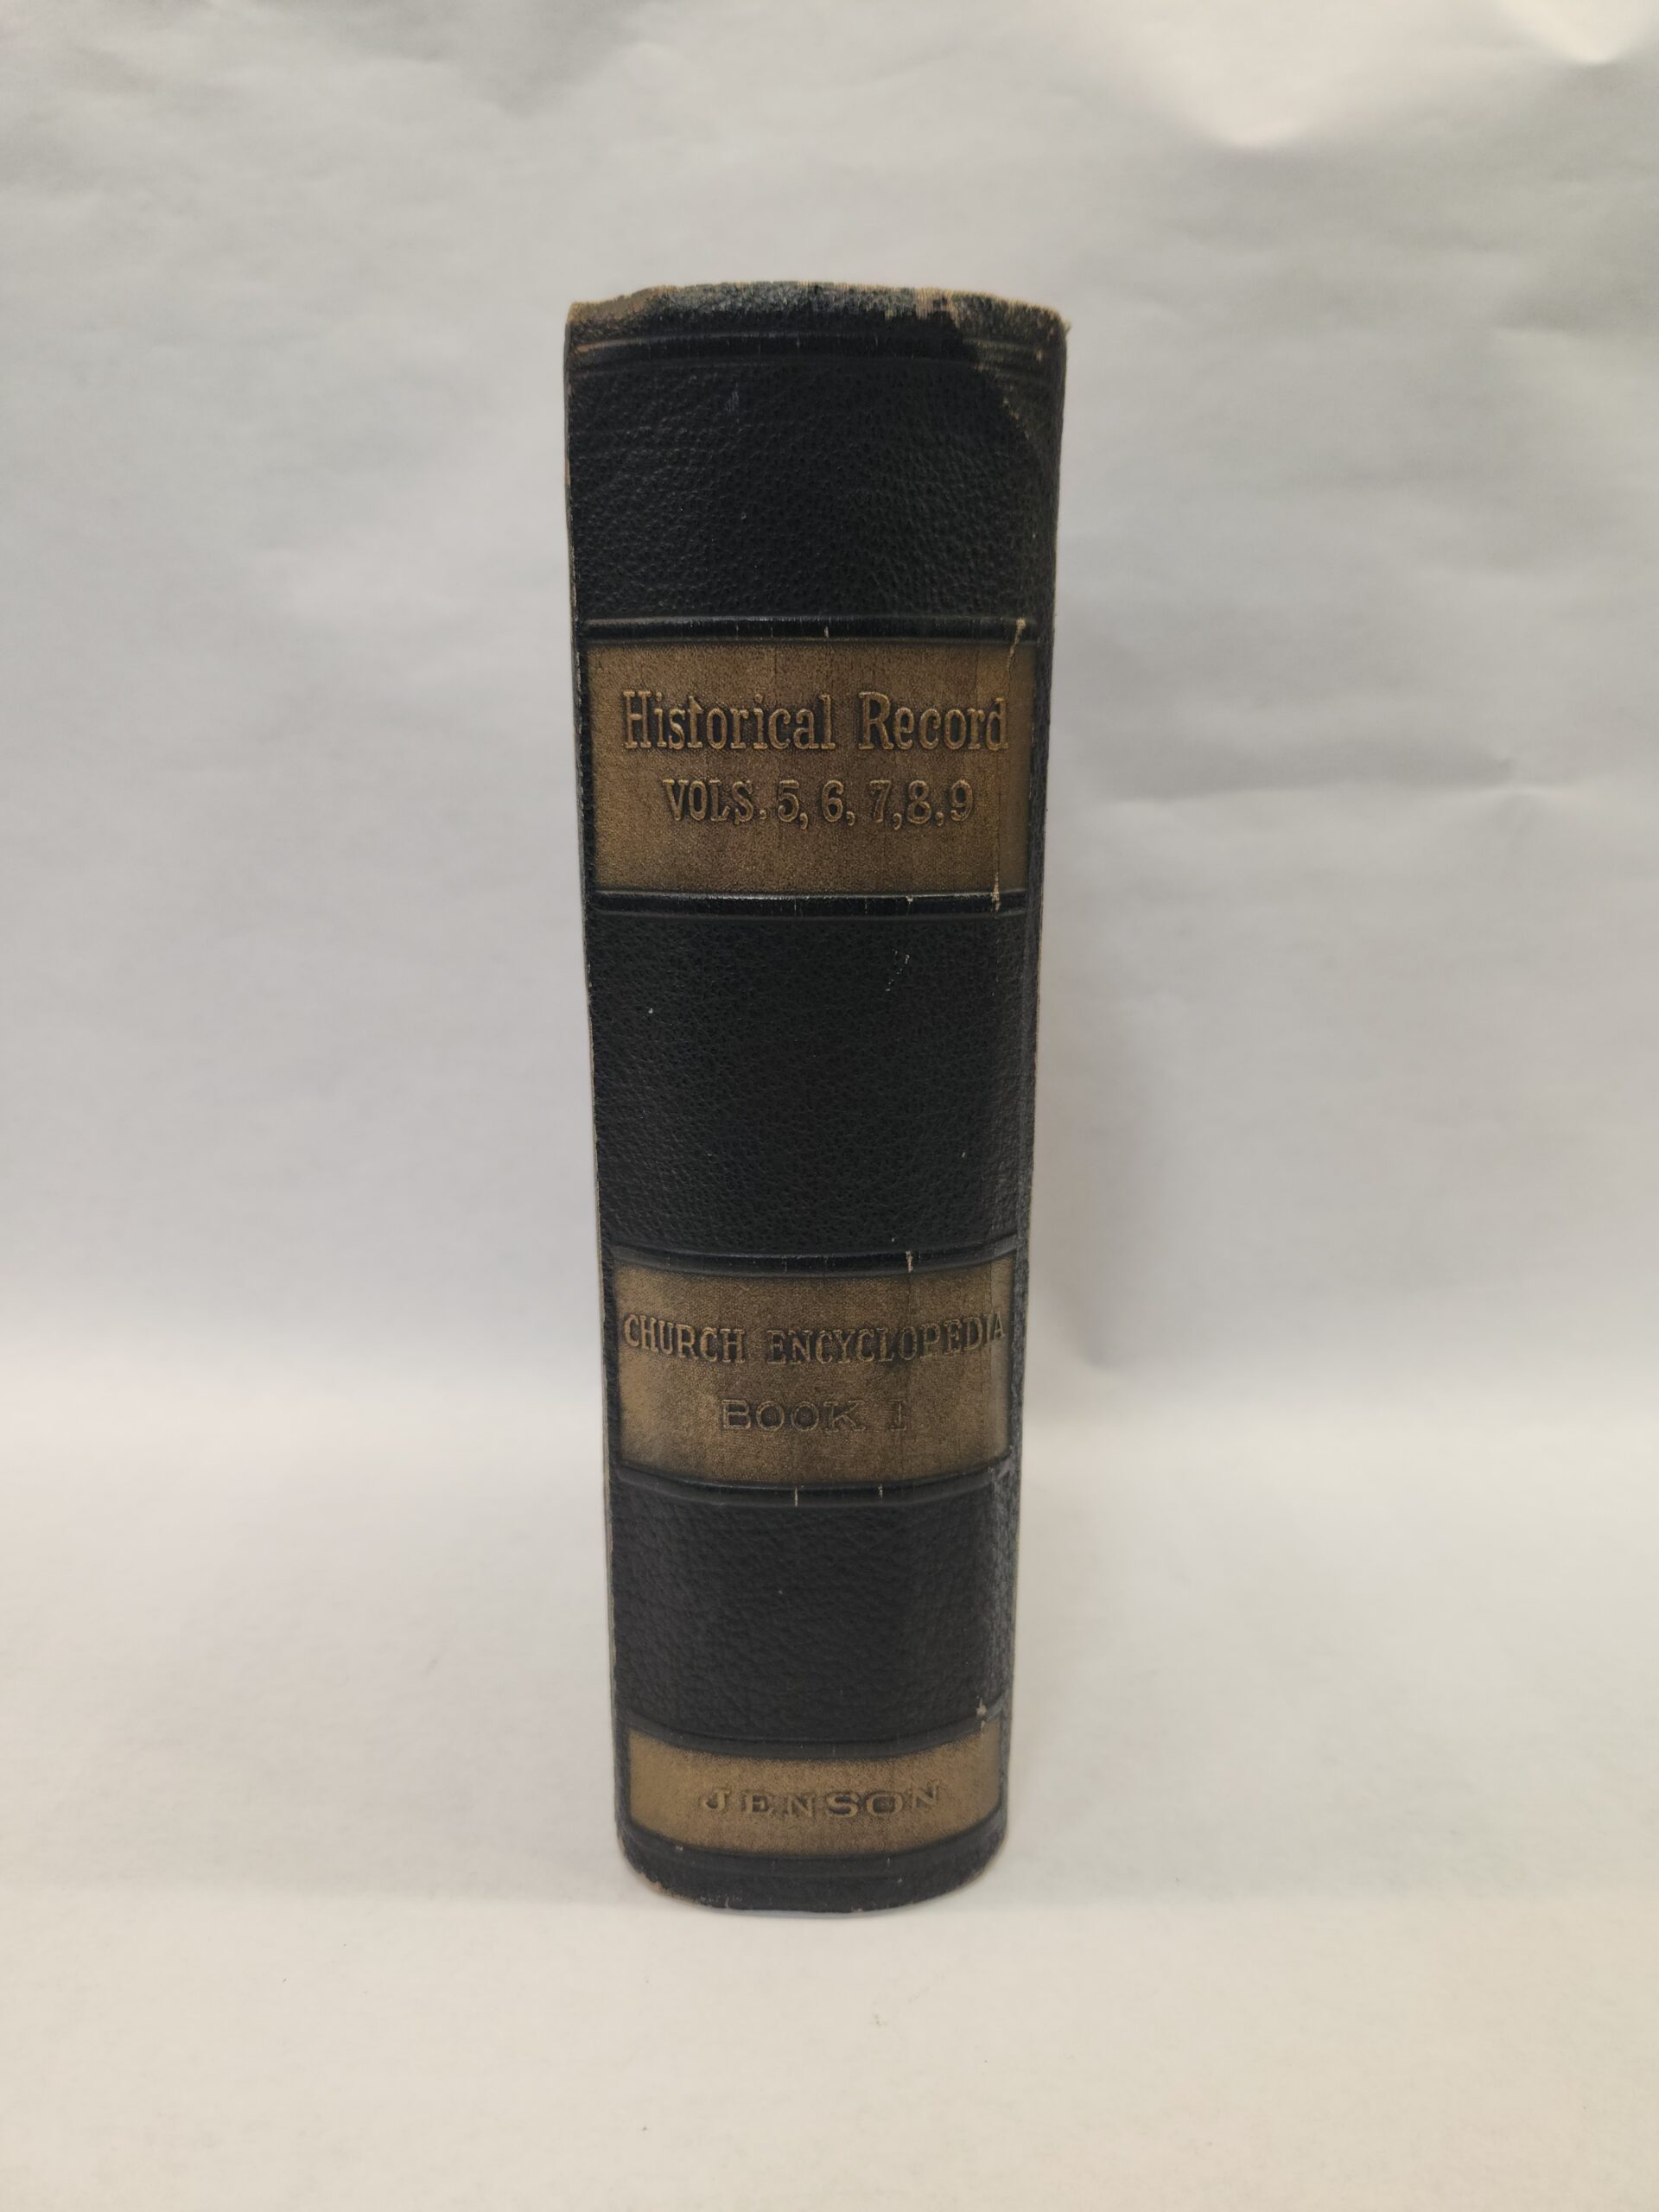 Historical Record
VOLS. 5, 6, 7, 8, 9
CHURCH ENCYCLOPEDIA
BOOK I
JENSON